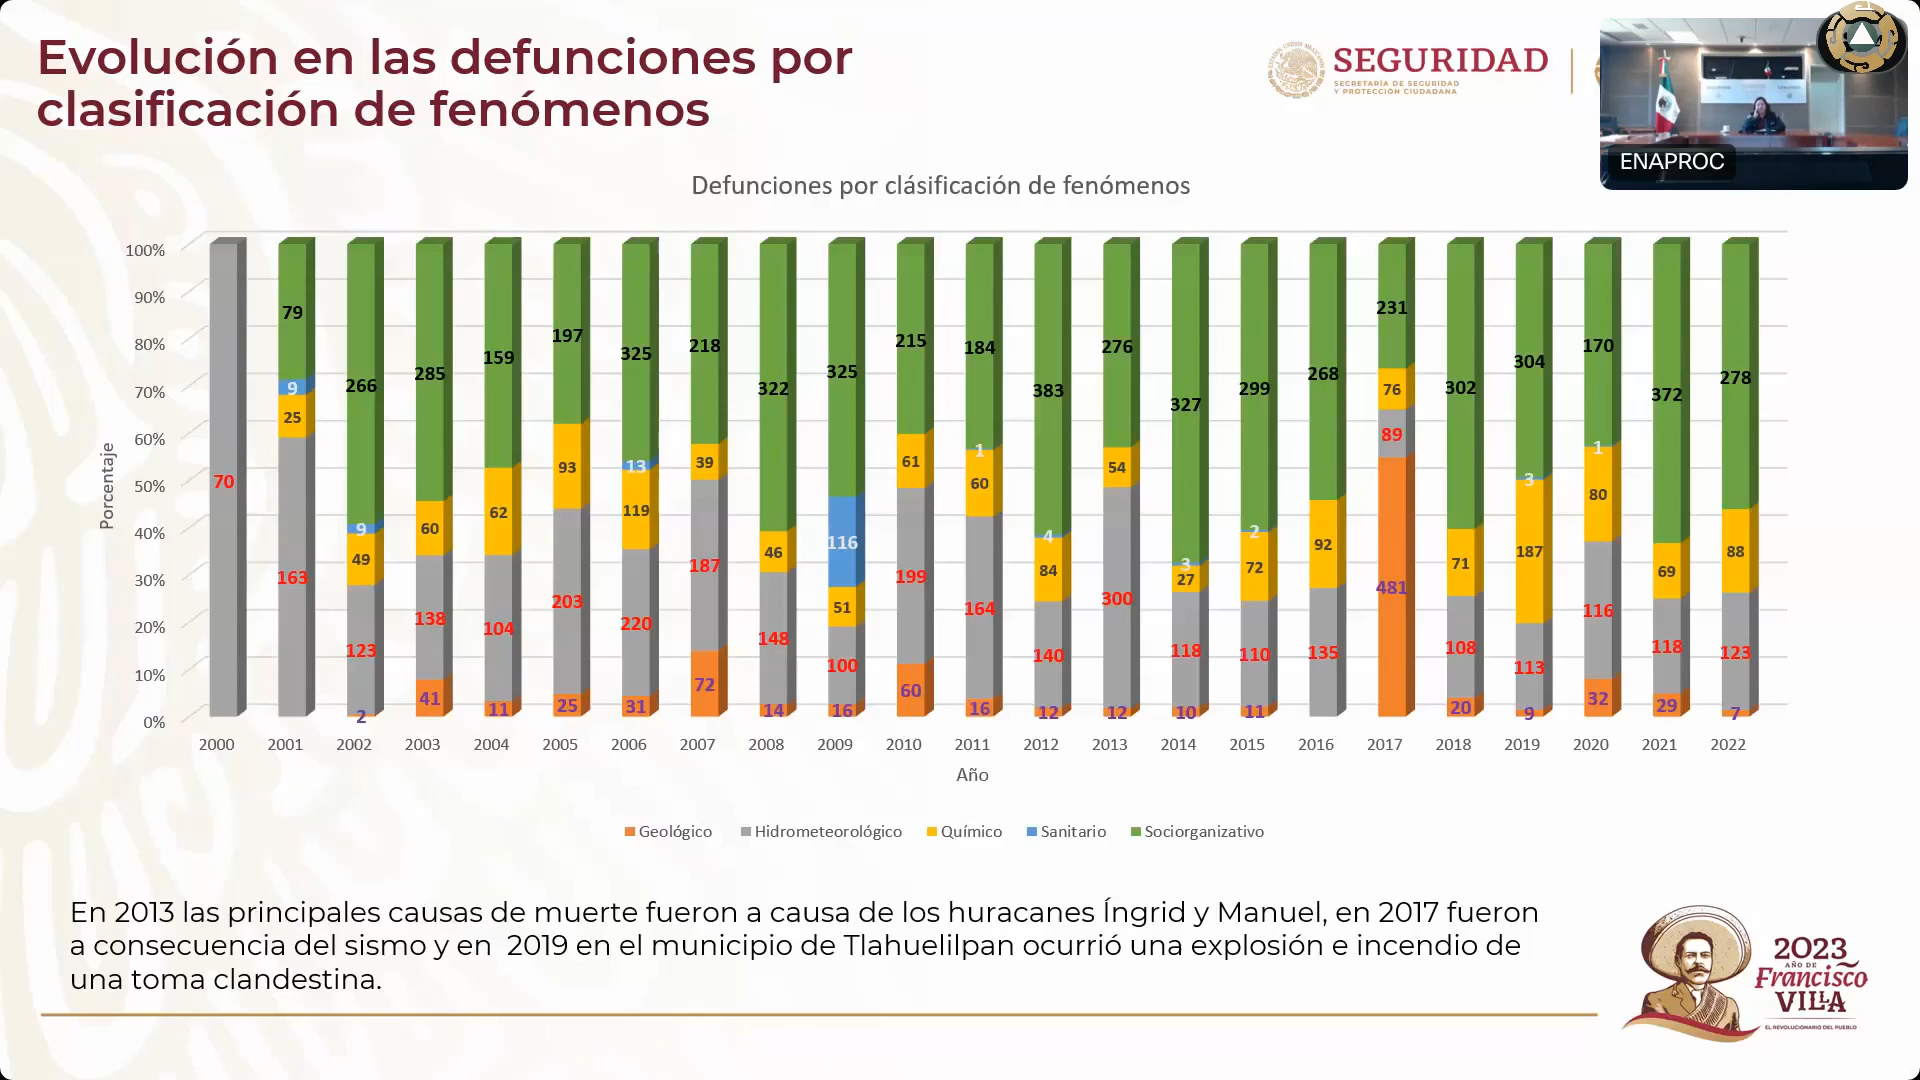 Evolución en las defunciones por
clasificación de fenómenos
SEGURIDAD
SECRETARÍA DE SEGURIDAD
Y PROTECCIÓN CIUDADANA
ENAPROC
Defunciones por clásificación de fenómenos
Porcentaje
100%
90%
80%
70%
60%
50%
40%
30%
20%
10%
0%
70
79 9 25 163
266 9 49 123 2
285 60 138 41
159 62 104 11
197 93 203 25
325 13 119 220 31
218 39 187 72
322 46 148 14
325 116 51 100 16
215 61 199 60
184 1 60 164 16
383 4 84 140 12
276 54 300 12
327 3 27 118 10
299 2 72 110 11
268 92 135
231 76 89 481
302 71 108 20
304 3 187 113 9
170 1 80 116 32
372 69 118 29
278 88 123 7
2000 2001 2002 2003 2004 2005 2006 2007 2008 2009 2010 2011 2012 2013 2014 2015 2016 2017 2018 2019 2020 2021 2022
Año
Geológico Hidrometeorológico Químico Sanitario Sociorganizativo
En 2013 las principales causas de muerte fueron a causa de los huracanes Íngrid y Manuel, en 2017 fueron
a consecuencia del sismo y en 2019 en el municipio de Tlahuelilpan ocurrió una explosión e incendio de
una toma clandestina.
2023
AÑO DE
Francisco
VILLA
EL REVOLUCIONARIO DEL PUEBLO